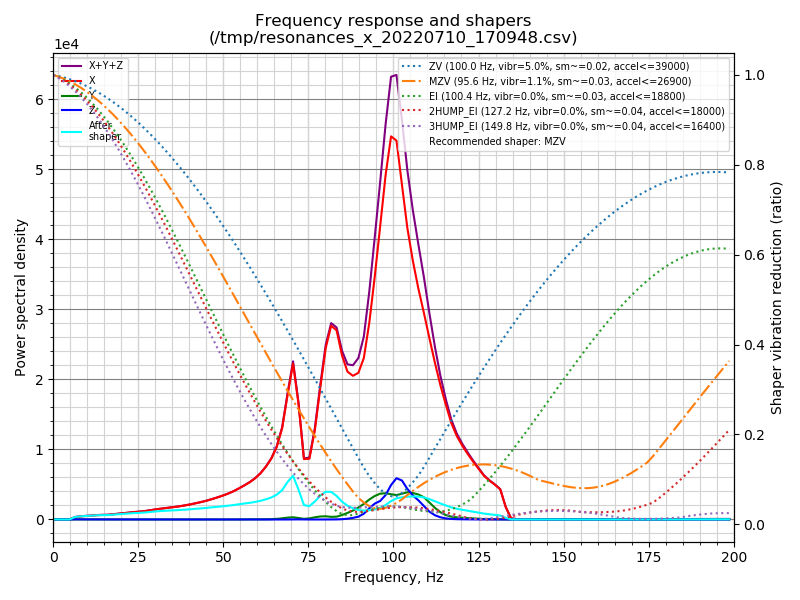 Frequency response and shapers
(/tmp/resonances_x_20220710_170948.csv)
1e4
X+Y+Z
X
Y
Z
After
shaper
ZV (100.0 Hz, vibr=5.0%, sm~=0.02, accel<=39000)
MZV (95.6 Hz, vibr=1.1%, sm~=0.03, accel<=26900)
EI (100.4 Hz, vibr=0.0%, sm~=0.03, accel<=18800)
2HUMP_EI (127.2 Hz, vibr=0.0%, sm~=0.04, accel<=18000)
3HUMP_EI (149.8 Hz, vibr=0.0%, sm~=0.04, accel<=16400)
Recommended shaper: MZV
6
5
4
3
2
1
0
Power spectral density
1.0
0.8
0.6
0.4
0.2
0.0
Shaper vibration reduction (ratio)
0 25 50 75 100 125 150 175 200
Frequency, Hz